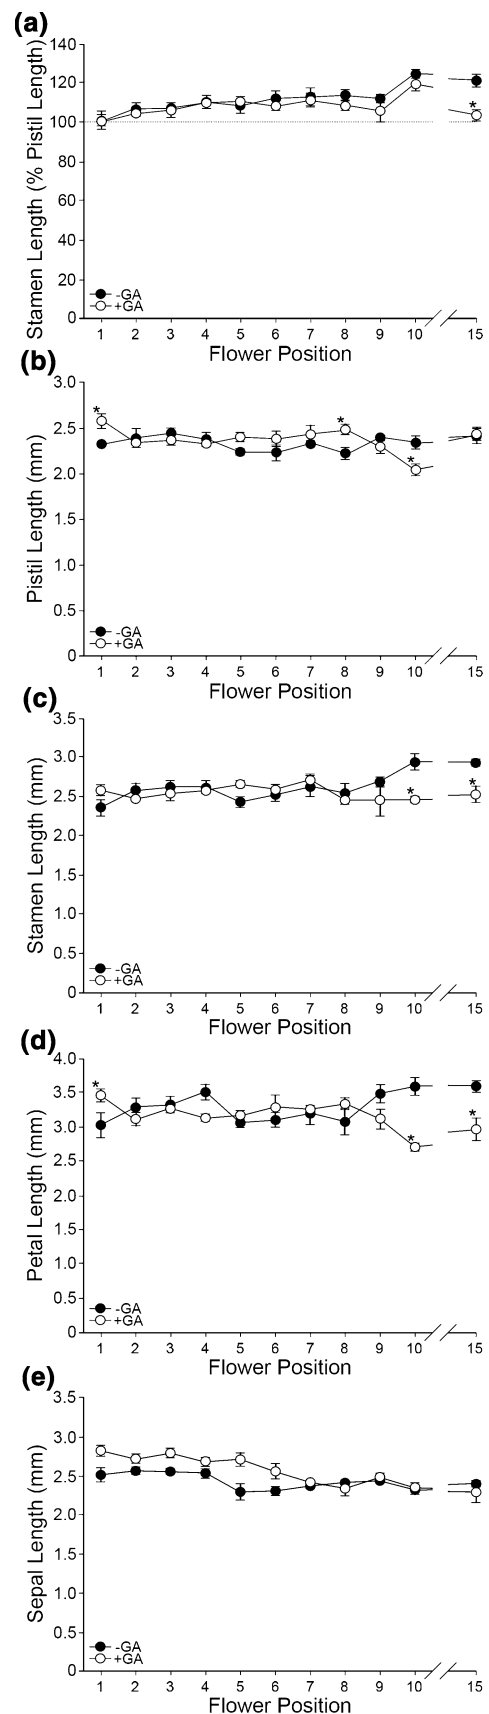 (a)
Stamen Length (% Pistil Length)
140
120
100
80
60
40
20
0
*
-GA
+GA
1 2 3 4 5 6 7 8 9 10 15
Flower Position
(b)
Pistil Length (mm)
3.0
2.5
2.0
1.5
1.0
0.5
0
* * *
-GA
+GA
1 2 3 4 5 6 7 8 9 10 15
Flower Position
(c)
Stamen Length (mm)
3.5
3.0
2.5
2.0
1.5
1.0
0.5
0
* *
-GA
+GA
1 2 3 4 5 6 7 8 9 10 15
Flower Position
(d)
Petal Length (mm)
4.0
3.5
3.0
2.5
2.0
1.5
1.0
0.5
0
* * *
-GA
+GA
1 2 3 4 5 6 7 8 9 10 15
Flower Position
(e)
Sepal Length (mm)
3.5
3.0
2.5
2.0
1.5
1.0
0.5
0
-GA
+GA
1 2 3 4 5 6 7 8 9 10 15
Flower Position